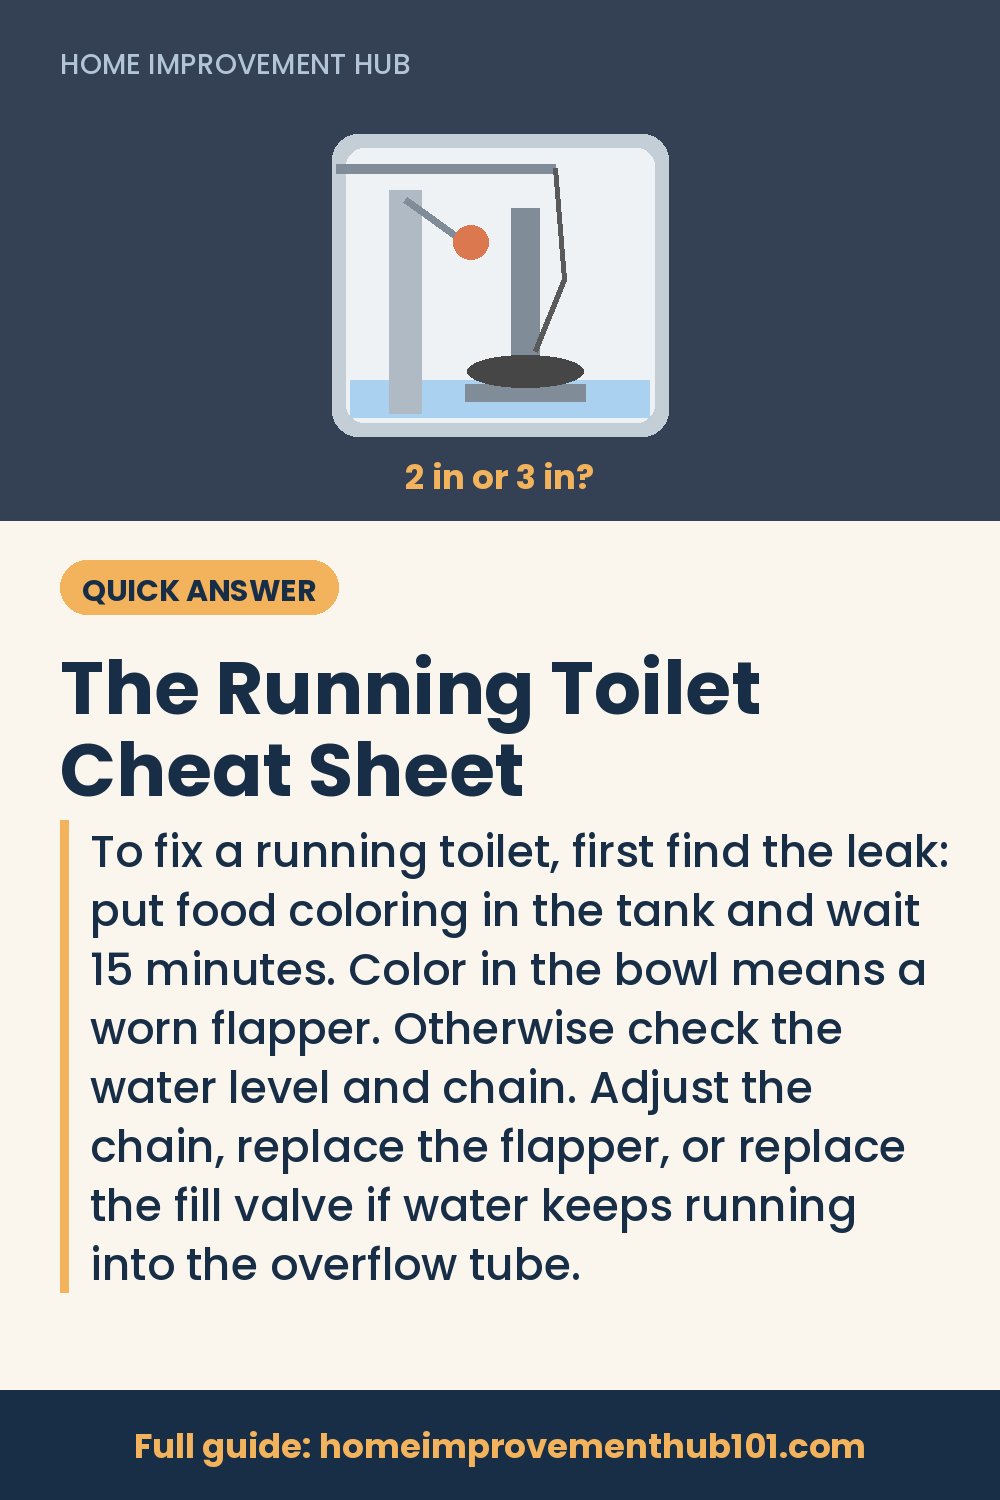 HOME IMPROVEMENT HUB
2 in or 3 in?
QUICK ANSWER
The Running Toilet
Cheat Sheet
To fix a running toilet, first find the leak:
put food coloring in the tank and wait
15 minutes. Color in the bowl means a
worn flapper. Otherwise check the
water level and chain. Adjust the
chain, replace the flapper, or replace
the fill valve if water keeps running
into the overflow tube.
Full guide: homeimprovementhub101.com